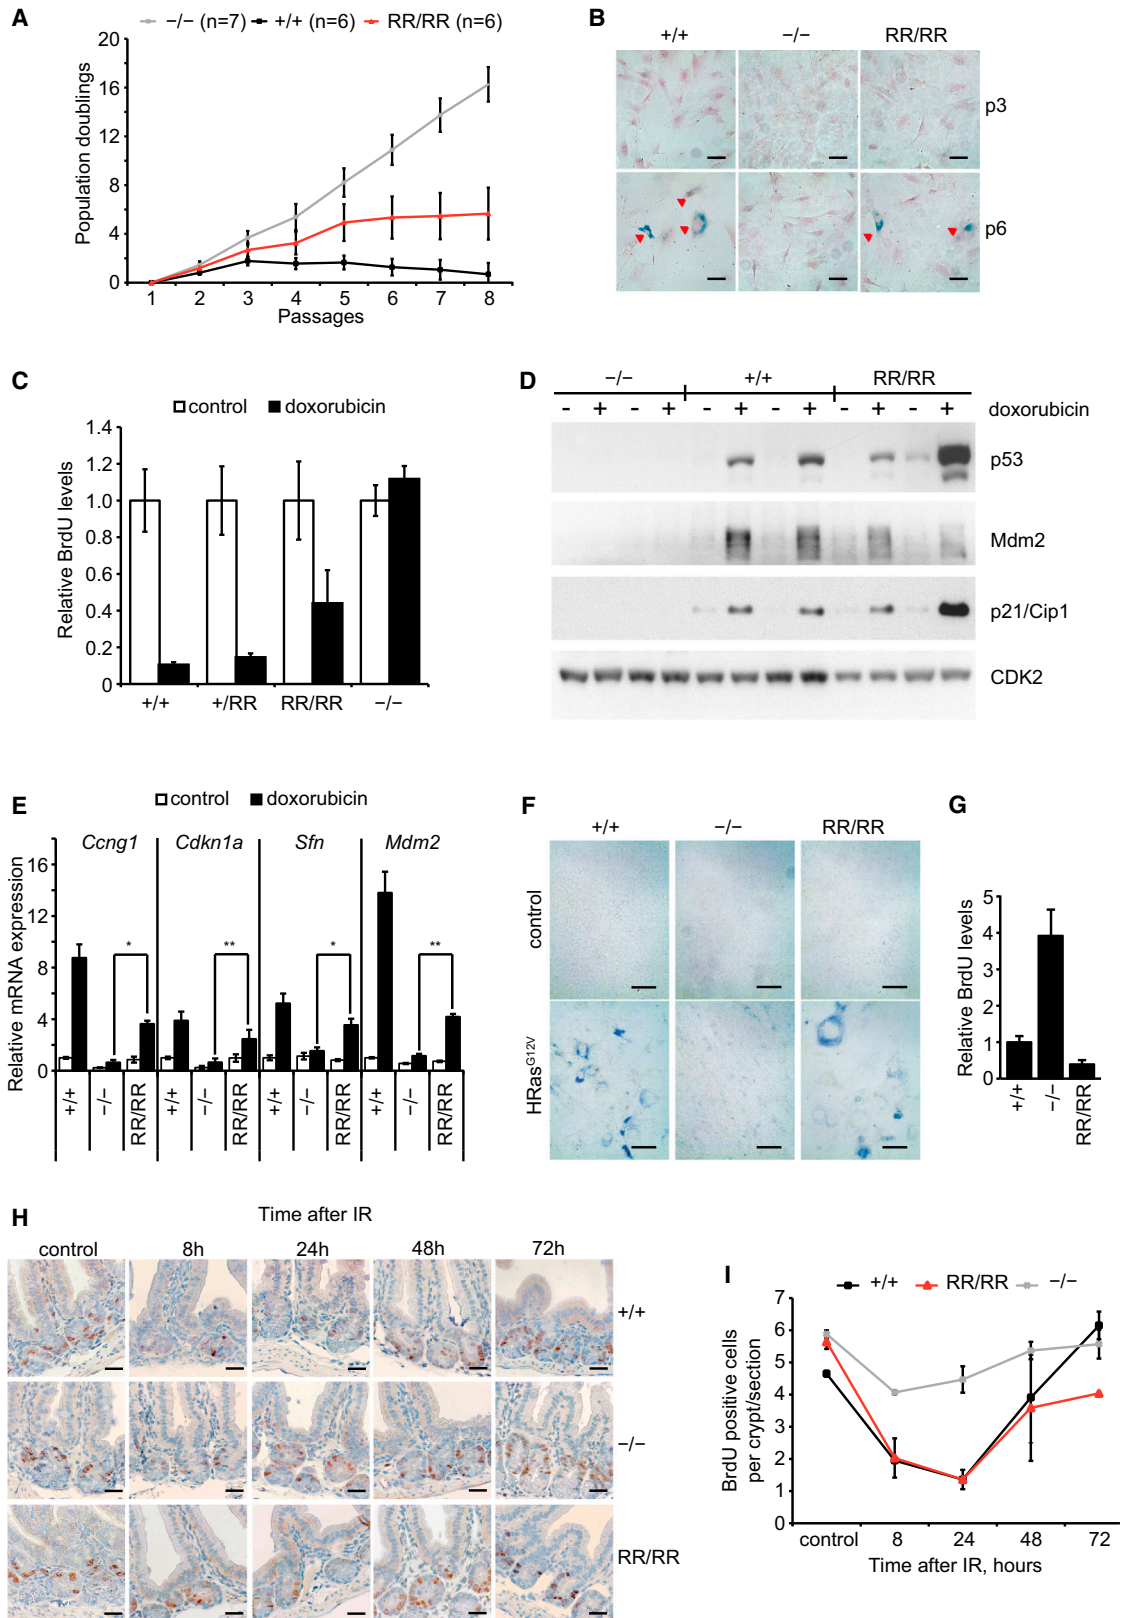 A
−/− (n=7) +/+ (n=6) RR/RR (n=6)
20
16
12
8
4
0
Population doublings
1 2 3 4 5 6 7 8
Passages
B
+/+ −/− RR/RR
p3
p6
C
control doxorubicin
1.4
1.2
1.0
0.8
0.6
0.4
0.2
0
Relative BrdU levels
+/+ +/RR RR/RR −/−
D
−/− +/+ RR/RR
- + - + - + - + - + - + doxorubicin
p53
Mdm2
p21/Cip1
CDK2
E
control doxorubicin
Ccng1 Cdkn1a Sfn Mdm2
16
12
8
4
0
Relative mRNA expression
* ** * **
+/+ −/− RR/RR +/+ −/− RR/RR +/+ −/− RR/RR +/+ −/− RR/RR
F
+/+ −/− RR/RR
control
HRasG12V
G
5
4
3
2
1
0
Relative BrdU levels
+/+ −/− RR/RR
H
Time after IR
control 8h 24h 48h 72h
+/+
−/−
RR/RR
I
+/+ RR/RR −/−
7
6
5
4
3
2
1
0
BrdU positive cells
per crypt/section
control 8 24 48 72
Time after IR, hours